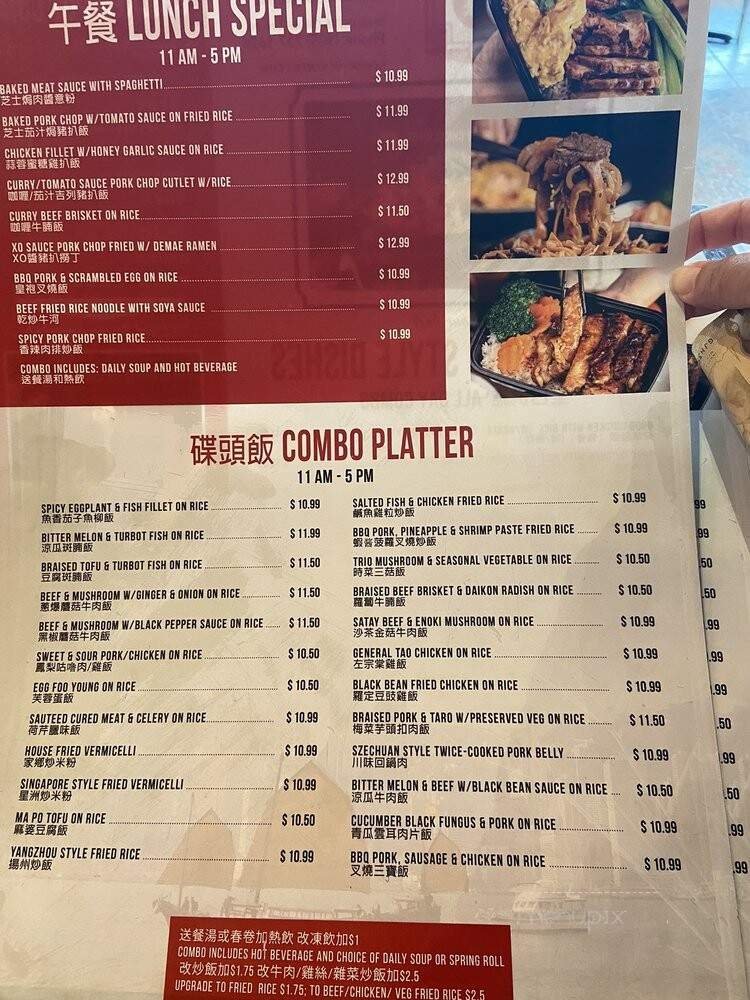 午餐 LUNCH SPECIAL
11 AM - 5 PM
BAKED MEAT SAUCE WITH SPAGHETTI $ 10.99
芝士焗肉醬意粉
BAKED PORK CHOP W/TOMATO SAUCE ON FRIED RICE $ 11.99
芝士茄汁焗豬扒飯
CHICKEN FILLET W/HONEY GARLIC SAUCE ON RICE $ 11.99
蒜蓉蜜糖雞扒飯
CURRY/TOMATO SAUCE PORK CHOP CUTLET W/RICE $ 12.99
咖喱/茄汁吉列豬扒飯
CURRY BEEF BRISKET ON RICE $ 11.50
咖喱牛腩飯
XO SAUCE PORK CHOP FRIED W/ DEMAE RAMEN $ 12.99
XO醬豬扒撈丁
BBQ PORK & SCRAMBLED EGG ON RICE $ 10.99
皇袍叉燒飯
BEEF FRIED RICE NOODLE WITH SOYA SAUCE $ 10.99
乾炒牛河
SPICY PORK CHOP FRIED RICE $ 10.99
香辣肉排炒飯
COMBO INCLUDES: DAILY SOUP AND HOT BEVERAGE
送餐湯和熱飲
碟頭飯 COMBO PLATTER
11 AM - 5 PM
SPICY EGGPLANT & FISH FILLET ON RICE $ 10.99
魚香茄子魚柳飯
BITTER MELON & TURBOT FISH ON RICE $ 11.99
涼瓜斑腩飯
BRAISED TOFU & TURBOT FISH ON RICE $ 11.50
豆腐斑腩飯
BEEF & MUSHROOM W/GINGER & ONION ON RICE $ 11.50
蔥爆蘑菇牛肉飯
BEEF & MUSHROOM W/BLACK PEPPER SAUCE ON RICE $ 11.50
黑椒蘑菇牛肉飯
SWEET & SOUR PORK/CHICKEN ON RICE $ 10.50
鳳梨咕嚕肉/雞飯
EGG FOO YOUNG ON RICE $ 10.50
芙蓉蛋飯
SAUTEED CURED MEAT & CELERY ON RICE $ 10.99
荷芹臘味飯
HOUSE FRIED VERMICELLI $ 10.99
家鄉炒米粉
SINGAPORE STYLE FRIED VERMICELLI $ 10.99
星洲炒米粉
MA PO TOFU ON RICE $ 10.50
麻婆豆腐飯
YANGZHOU STYLE FRIED RICE $ 10.99
揚州炒飯
SALTED FISH & CHICKEN FRIED RICE $ 10.99
鹹魚雞粒炒飯
BBQ PORK, PINEAPPLE & SHRIMP PASTE FRIED RICE $ 10.99
蝦醬菠蘿叉燒炒飯
TRIO MUSHROOM & SEASONAL VEGETABLE ON RICE $ 10.50
時菜三菇飯
BRAISED BEEF BRISKET & DAIKON RADISH ON RICE $ 10.50
蘿蔔牛腩飯
SATAY BEEF & ENOKI MUSHROOM ON RICE $ 10.99
沙茶金菇牛肉飯
GENERAL TAO CHICKEN ON RICE $ 10.99
左宗棠雞飯
BLACK BEAN FRIED CHICKEN ON RICE $ 10.99
羅定豆豉雞飯
BRAISED PORK & TARO W/PRESERVED VEG ON RICE $ 11.50
梅菜芋頭扣肉飯
SZECHUAN STYLE TWICE-COOKED PORK BELLY $ 10.99
川味回鍋肉
BITTER MELON & BEEF W/BLACK BEAN SAUCE ON RICE $ 10.50
涼瓜牛肉飯
CUCUMBER BLACK FUNGUS & PORK ON RICE $ 10.99
青瓜雲耳肉片飯
BBQ PORK, SAUSAGE & CHICKEN ON RICE $ 10.99
叉燒三寶飯
送餐湯或春卷加熱飲 改凍飲加$1
COMBO INCLUDES HOT BEVERAGE AND CHOICE OF DAILY SOUP OR SPRING ROLL
改炒飯加$1.75 改牛肉/雞絲/雜菜炒飯加$2.5
UPGRADE TO FRIED RICE $1.75; TO BEEF/CHICKEN/ VEG FRIED RICE $2.5